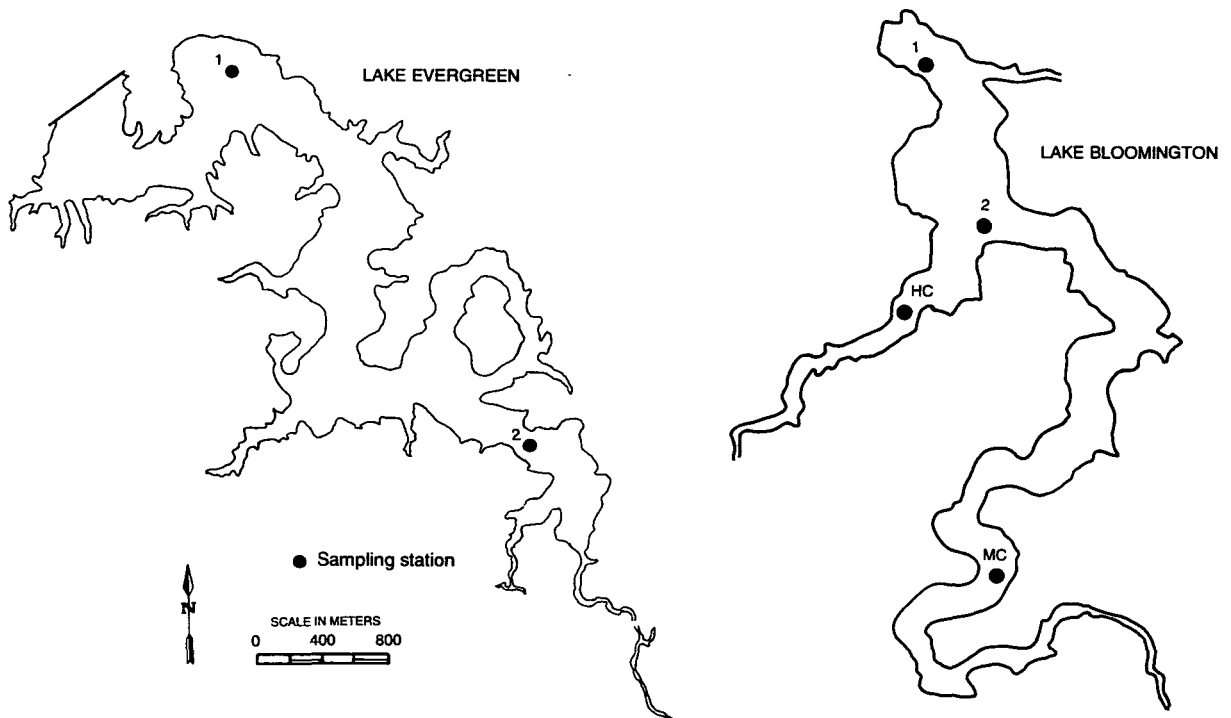 1
LAKE EVERGREEN
2
Sampling station
N
SCALE IN METERS
0 400 800
1
LAKE BLOOMINGTON
2
HC
MC